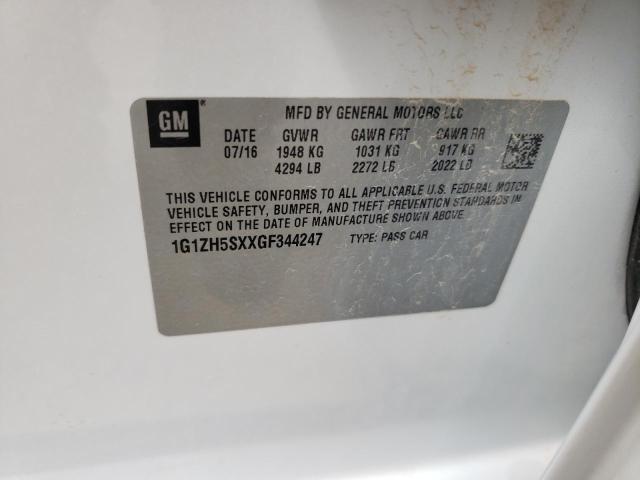 GM
MFD BY GENERAL MOTORS LLC
DATE GVWR GAWR FRT GAWR RR
07/16 1948 KG 1031 KG 917 KG
4294 LB 2272 LB 2022 LB
THIS VEHICLE CONFORMS TO ALL APPLICABLE U.S. FEDERAL MOTOR
VEHICLE SAFETY, BUMPER, AND THEFT PREVENTION STANDARDS IN
EFFECT ON THE DATE OF MANUFACTURE SHOWN ABOVE.
1G1ZH5SXXGF344247 TYPE: PASS CAR